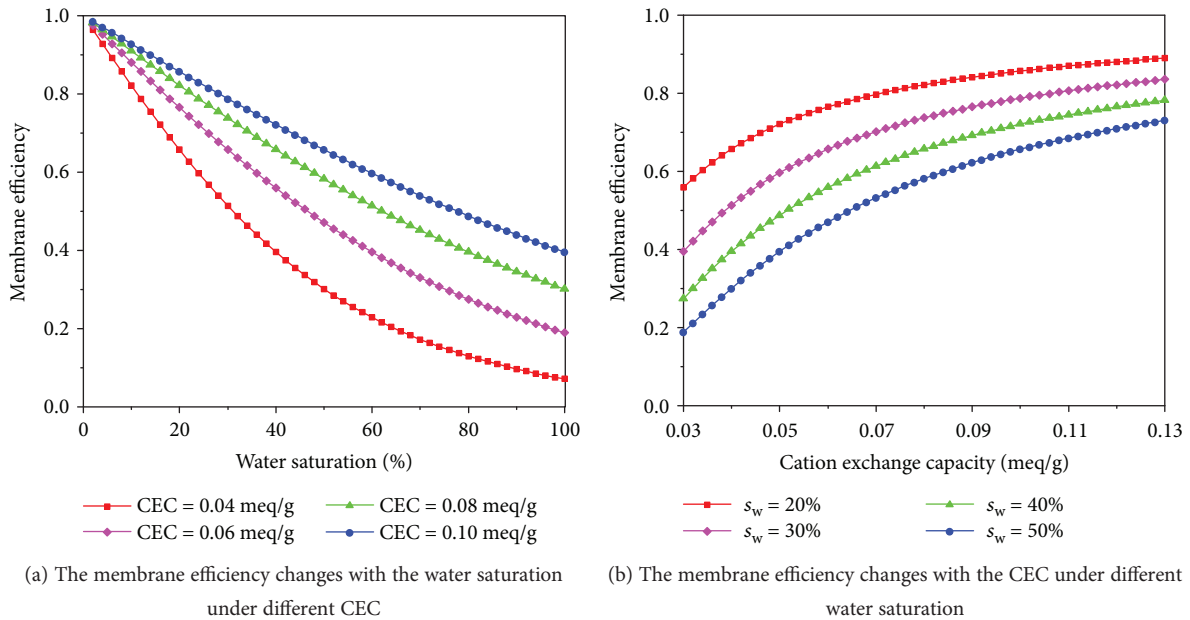 1.0
0.8
0.6
0.4
0.2
0.0
Membrane efficiency
0 20 40 60 80 100
Water saturation (%)
CEC = 0.04 meq/g CEC = 0.08 meq/g
CEC = 0.06 meq/g CEC = 0.10 meq/g
(a) The membrane efficiency changes with the water saturation
under different CEC
1.0
0.8
0.6
0.4
0.2
0.0
Membrane efficiency
0.03 0.05 0.07 0.09 0.11 0.13
Cation exchange capacity (meq/g)
sw = 20% sw = 40%
sw = 30% sw = 50%
(b) The membrane efficiency changes with the CEC under different
water saturation